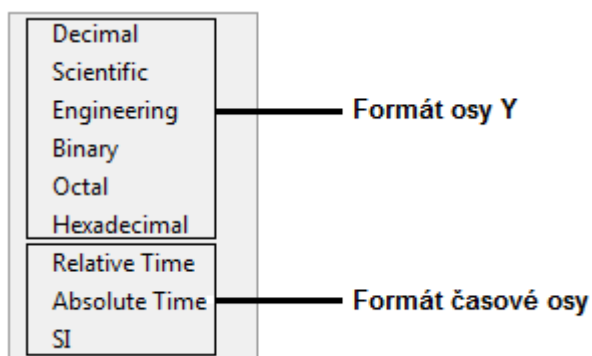 Decimal
Scientific
Engineering
Binary
Octal
Hexadecimal
Formát osy Y
Relative Time
Absolute Time
SI
Formát časové osy